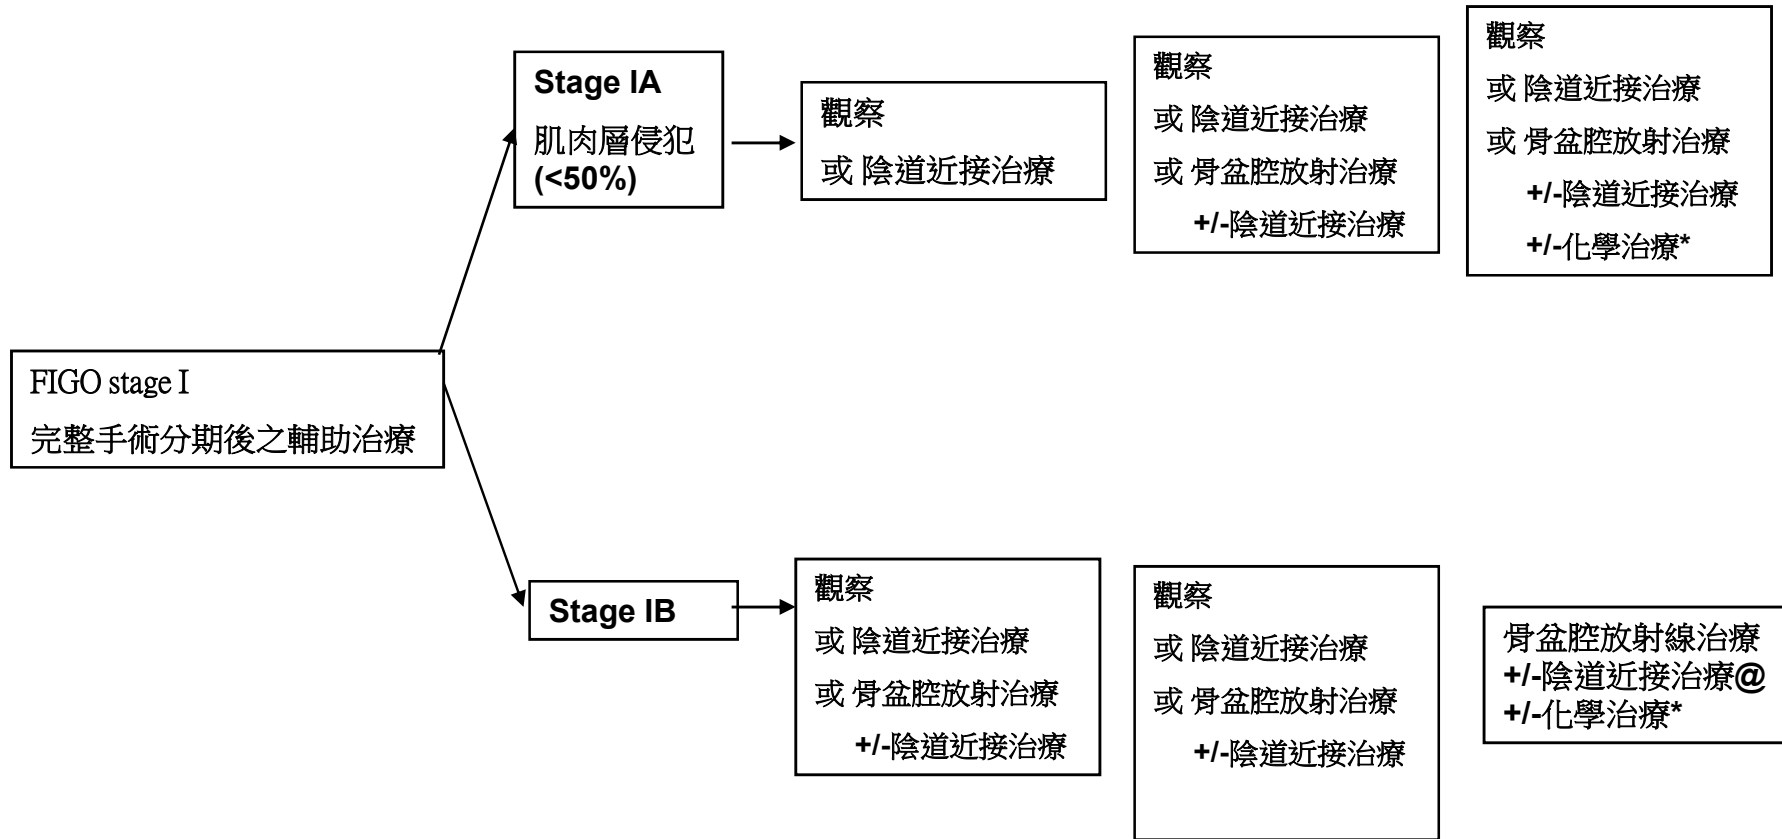 FIGO stage I
完整手術分期後之輔助治療
Stage IA
肌肉層侵犯
(<50%)
觀察
或 陰道近接治療
觀察
或 陰道近接治療
或 骨盆腔放射治療
+/-陰道近接治療
觀察
或 陰道近接治療
或 骨盆腔放射治療
+/-陰道近接治療
+/-化學治療*
Stage IB
觀察
或 陰道近接治療
或 骨盆腔放射治療
+/-陰道近接治療
觀察
或 陰道近接治療
或 骨盆腔放射治療
+/-陰道近接治療
骨盆腔放射線治療
+/-陰道近接治療@
+/-化學治療*